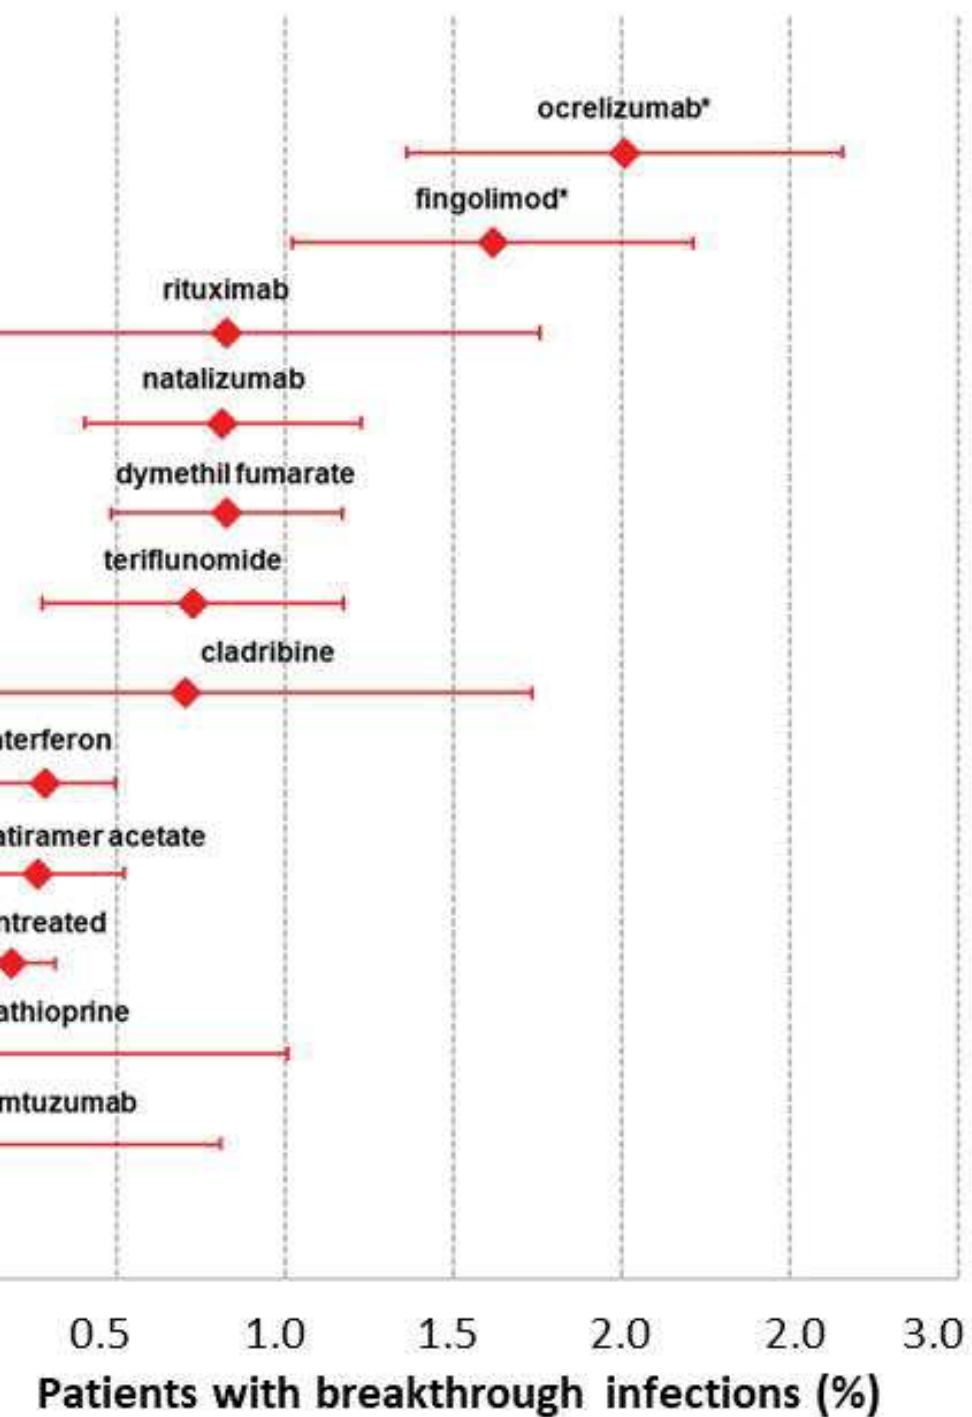 ocrelizumab*
fingolimod*
rituximab
natalizumab
dymethil fumarate
teriflunomide
cladribine
nterferon
atiramer acetate
ntreated
athioprine
mtuzumab
0.5 1.0 1.5 2.0 2.0 3.0
Patients with breakthrough infections (%)